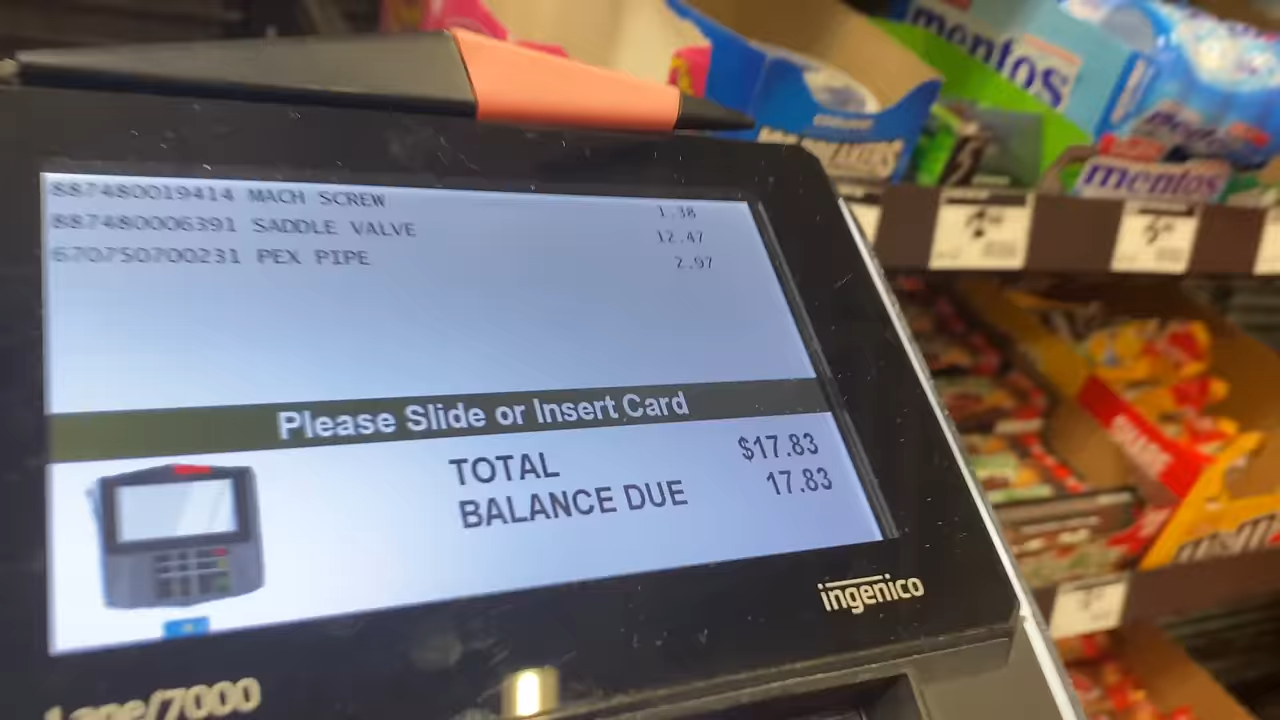 887480019414 MACH SCREW 1.38
887480006391 SADDLE VALVE 12.47
670750700231 PEX PIPE 2.97
Please Slide or Insert Card
TOTAL $17.83
BALANCE DUE 17.83
ingenico
Lane/7000
mentos
mentos